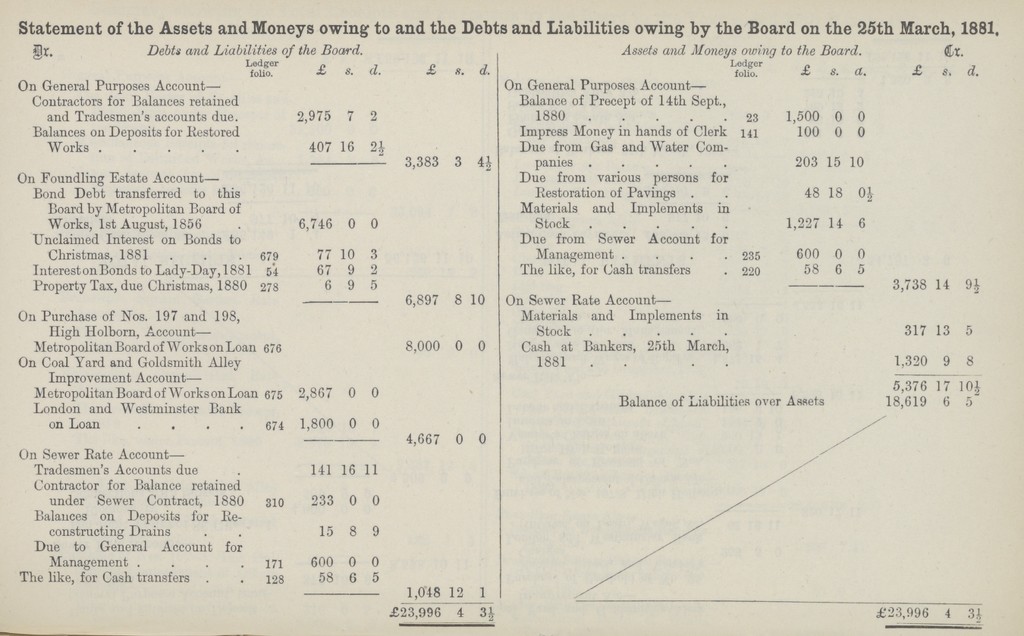 Statement of the Assets and Moneys owing to and the Debts and Liabilities owing by the Board on the 25th March, 1881.
Dr. Debts and Liabilities of the Board.
Ledger folio. £ s. d. £ s. d.
On General Purposes Account—
Contractors for Balances retained
and Tradesmen's accounts due. 2,975 7 2
Balances on Deposits for Restored
Works . . . . . 407 16 2½
3,383 3 4½
On Foundling Estate Account—
Bond Debt transferred to this
Board by Metropolitan Board of
Works, 1st August, 1856 . 6,746 0 0
Unclaimed Interest on Bonds to
Christmas, 1881 . . . 679 77 10 3
Interest on Bonds to Lady-Day, 1881 54 67 9 2
Property Tax, due Christmas, 1880 278 6 9 5
6,897 8 10
On Purchase of Nos. 197 and 198,
High Holborn, Account—
Metropolitan Board of Works on Loan 676 8,000 0 0
On Coal Yard and Goldsmith Alley
Improvement Account—
Metropolitan Board of Works on Loan 675 2,867 0 0
London and Westminster Bank
on Loan . . . . 674 1,800 0 0
4,667 0 0
On Sewer Rate Account—
Tradesmen's Accounts due . 141 16 11
Contractor for Balance retained
under Sewer Contract, 1880 310 233 0 0
Balances on Deposits for Re-
constructing Drains . . 15 8 9
Due to General Account for
Management . . . . 171 600 0 0
The like, for Cash transfers . . 128 58 6 5
1,048 12 1
£23,996 4 3½
Assets and Moneys owing to the Board. Cr.
Ledger folio. £ s. d. £ s. d.
On General Purposes Account—
Balance of Precept of 14th Sept.,
1880 . . . . . 23 1,500 0 0
Impress Money in hands of Clerk 141 100 0 0
Due from Gas and Water Com-
panies . . . . . 203 15 10
Due from various persons for
Restoration of Pavings . . 48 18 0½
Materials and Implements in
Stock . . . . . 1,227 14 6
Due from Sewer Account for
Management . . . . 235 600 0 0
The like, for Cash transfers . 220 58 6 5
3,738 14 9½
On Sewer Rate Account—
Materials and Implements in
Stock . . . . . 317 13 5
Cash at Bankers, 25th March,
1881 . . . . 1,320 9 8
5,376 17 10½
Balance of Liabilities over Assets 18,619 6 5
£23,996 4 3½